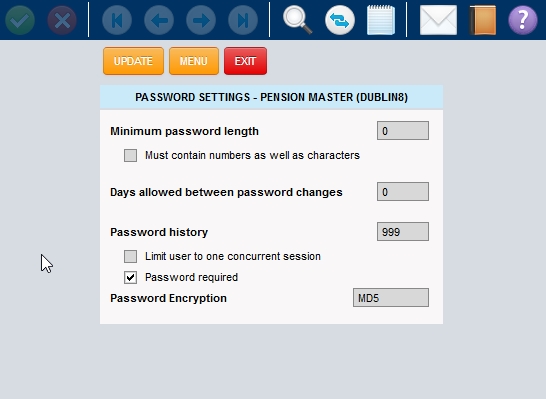 UPDATE MENU EXIT
PASSWORD SETTINGS - PENSION MASTER (DUBLIN8)
Minimum password length 0
Must contain numbers as well as characters
Days allowed between password changes 0
Password history 999
Limit user to one concurrent session
Password required
Password Encryption MD5